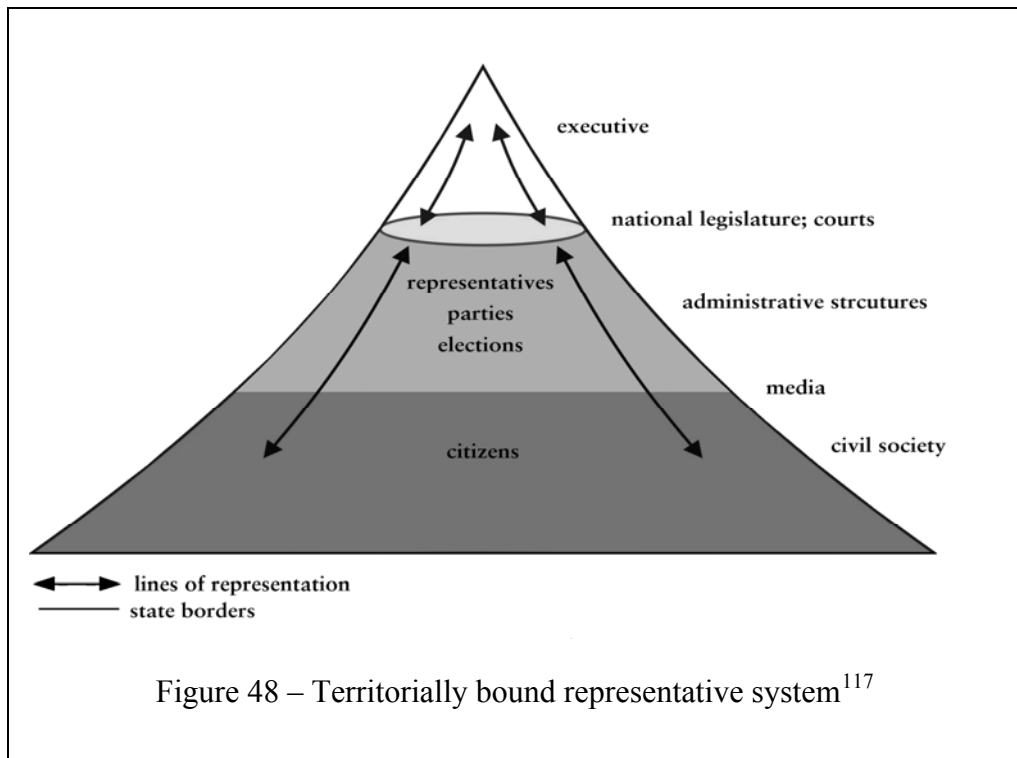 executive
national legislature; courts
representatives
parties
elections
administrative strcutures
media
citizens
civil society
lines of representation
state borders
Figure 48 – Territorially bound representative system117